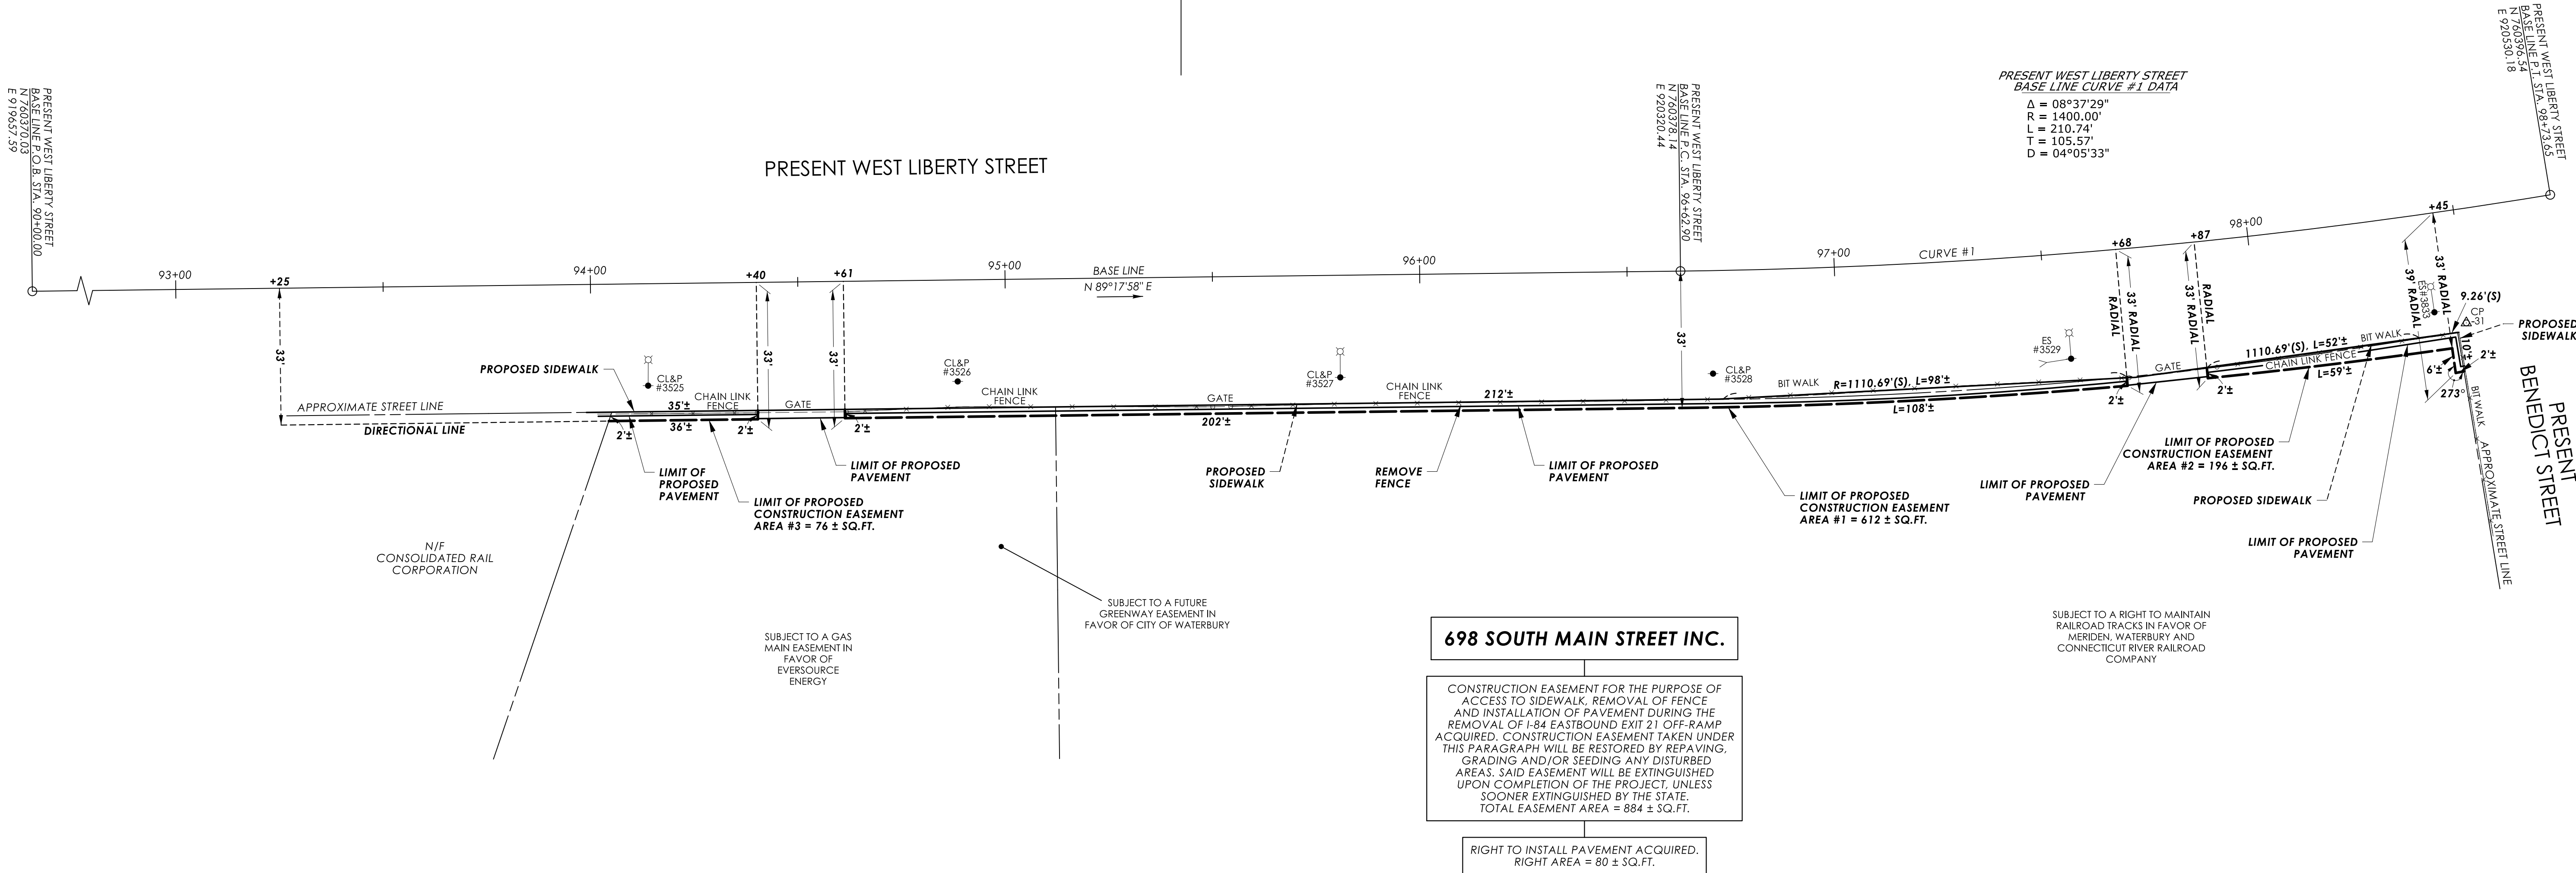 PRESENT WEST LIBERTY STREET
BASE LINE P.O.B. STA. 90+00.00
N 760370.03
E 919657.59
PRESENT WEST LIBERTY STREET
PRESENT WEST LIBERTY STREET
BASE LINE P.C. STA. 96+62.90
N 760378.14
E 920320.44
PRESENT WEST LIBERTY STREET
BASE LINE CURVE #1 DATA
Δ = 08°37'29"
R = 1400.00'
L = 210.74'
T = 105.57'
D = 04°05'33"
PRESENT WEST LIBERTY STREET
BASE LINE P.T. STA. 98+73.65
N 760396.54
E 920530.18
93+00
+25
94+00
+40
+61
95+00
BASE LINE
N 89°17'58" E
96+00
97+00
CURVE #1
+68
+87
98+00
+45
33'
33'
33'
33'
RADIAL
33' RADIAL
33' RADIAL
RADIAL
39' RADIAL
33' RADIAL
ES#3833
9.26'(S)
CP
-31
PROPOSED
SIDEWALK
PROPOSED SIDEWALK
CL&P
#3525
CL&P
#3526
CL&P
#3527
CL&P
#3528
ES
#3529
APPROXIMATE STREET LINE
DIRECTIONAL LINE
35'±
CHAIN LINK
FENCE
GATE
36'±
2'±
2'±
2'±
CHAIN LINK
FENCE
GATE
202'±
CHAIN LINK
FENCE
212'±
BIT WALK
R=1110.69'(S), L=98'±
L=108'±
2'±
GATE
2'±
1110.69'(S), L=52'±
BIT WALK
CHAIN LINK FENCE
L=59'±
10'±
2'±
6'±
273°
BIT WALK
APPROXIMATE STREET LINE
PRESENT
BENEDICT STREET
LIMIT OF
PROPOSED
PAVEMENT
LIMIT OF PROPOSED
CONSTRUCTION EASEMENT
AREA #3 = 76 ± SQ.FT.
LIMIT OF PROPOSED
PAVEMENT
PROPOSED
SIDEWALK
REMOVE
FENCE
LIMIT OF PROPOSED
PAVEMENT
LIMIT OF PROPOSED
CONSTRUCTION EASEMENT
AREA #1 = 612 ± SQ.FT.
LIMIT OF PROPOSED
PAVEMENT
LIMIT OF PROPOSED
CONSTRUCTION EASEMENT
AREA #2 = 196 ± SQ.FT.
PROPOSED SIDEWALK
LIMIT OF PROPOSED
PAVEMENT
N/F
CONSOLIDATED RAIL
CORPORATION
SUBJECT TO A GAS
MAIN EASEMENT IN
FAVOR OF
EVERSOURCE
ENERGY
SUBJECT TO A FUTURE
GREENWAY EASEMENT IN
FAVOR OF CITY OF WATERBURY
SUBJECT TO A RIGHT TO MAINTAIN
RAILROAD TRACKS IN FAVOR OF
MERIDEN, WATERBURY AND
CONNECTICUT RIVER RAILROAD
COMPANY
698 SOUTH MAIN STREET INC.
CONSTRUCTION EASEMENT FOR THE PURPOSE OF
ACCESS TO SIDEWALK, REMOVAL OF FENCE
AND INSTALLATION OF PAVEMENT DURING THE
REMOVAL OF I-84 EASTBOUND EXIT 21 OFF-RAMP
ACQUIRED. CONSTRUCTION EASEMENT TAKEN UNDER
THIS PARAGRAPH WILL BE RESTORED BY REPAVING,
GRADING AND/OR SEEDING ANY DISTURBED
AREAS. SAID EASEMENT WILL BE EXTINGUISHED
UPON COMPLETION OF THE PROJECT, UNLESS
SOONER EXTINGUISHED BY THE STATE.
TOTAL EASEMENT AREA = 884 ± SQ.FT.
RIGHT TO INSTALL PAVEMENT ACQUIRED.
RIGHT AREA = 80 ± SQ.FT.